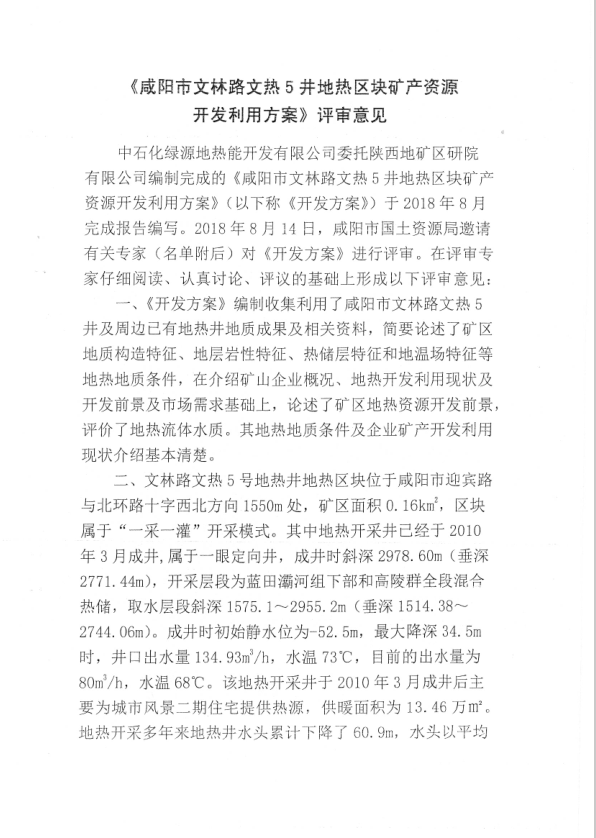 《咸阳市文林路文热5井地热区块矿产资源
开发利用方案》评审意见
中石化绿源地热能开发有限公司委托陕西地矿区研院
有限公司编制完成的《咸阳市文林路文热5井地热区块矿产
资源开发利用方案》(以下称《开发方案》）于2018年8月
完成报告编写。2018年8月14日，咸阳市国土资源局邀请
有关专家（名单附后）对《开发方案》进行评审。在评审专
家仔细阅读、认真讨论、评议的基础上形成以下评审意见：
一、《开发方案》编制收集利用了咸阳市文林路文热5
井及周边已有地热井地质成果及相关资料，简要论述了矿区
地质构造特征、地层岩性特征、热储层特征和地温场特征等
地热地质条件，在介绍矿山企业概况、地热开发利用现状及
开发前景及市场需求基础上，论述了矿区地热资源开发前景，
评价了地热流体水质。其地热地质条件及企业矿产开发利用
现状介绍基本清楚。
二、文林路文热5号地热井地热区块位于咸阳市迎宾路
与北环路十字西北方向1550m处，矿区面积0.16km²，区块
属于“一采一灌”开采模式。其中地热开采井已经于2010
年3月成井,属于一眼定向井，成井时斜深2978.60m（垂深
2771.44m)，开采层段为蓝田灞河组下部和高陵群全段混合
热储，取水层段斜深1575.1～2955.2m（垂深1514.38～
2744.06m)。成井时初始静水位为-52.5m，最大降深34.5m
时，井口出水量134.93m³/h，水温73℃，目前的出水量为
80m³/h，水温68℃。该地热开采井于2010年3月成井后主
要为城市风景二期住宅提供热源，供暖面积为13.46万㎡。
地热开采多年来地热井水头累计下降了60.9m，水头以平均